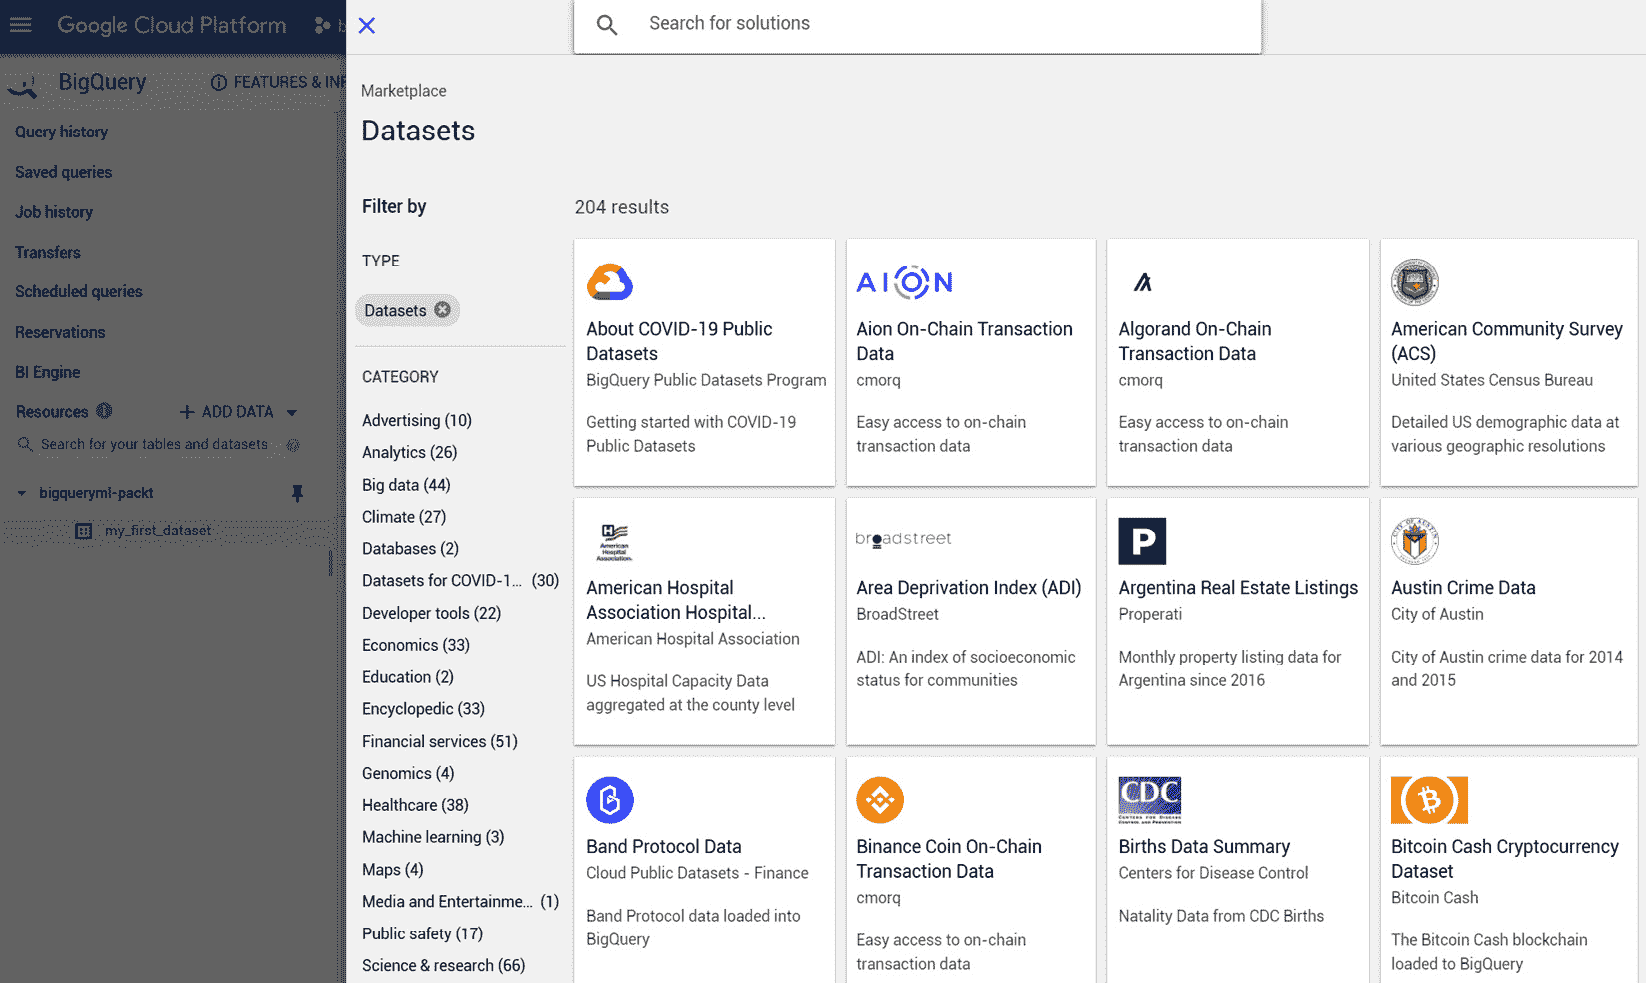 Google Cloud Platform
BigQuery
FEATURES & INF
Query history
Saved queries
Job history
Transfers
Scheduled queries
Reservations
BI Engine
Resources
ADD DATA
Search for your tables and datasets
bigqueryml-packt
my_first_dataset
Search for solutions
Marketplace
Datasets
Filter by
TYPE
Datasets
CATEGORY
Advertising (10)
Analytics (26)
Big data (44)
Climate (27)
Databases (2)
Datasets for COVID-1... (30)
Developer tools (22)
Economics (33)
Education (2)
Encyclopedic (33)
Financial services (51)
Genomics (4)
Healthcare (38)
Machine learning (3)
Maps (4)
Media and Entertainme... (1)
Public safety (17)
Science & research (66)
204 results
About COVID-19 Public
Datasets
BigQuery Public Datasets Program
Getting started with COVID-19
Public Datasets
AION
Aion On-Chain Transaction
Data
cmorq
Easy access to on-chain
transaction data
Algorand On-Chain
Transaction Data
cmorq
Easy access to on-chain
transaction data
American Community Survey
(ACS)
United States Census Bureau
Detailed US demographic data at
various geographic resolutions
American
Hospital
Association
American Hospital
Association Hospital...
American Hospital Association
US Hospital Capacity Data
aggregated at the county level
broadstreet
Area Deprivation Index (ADI)
BroadStreet
ADI: An index of socioeconomic
status for communities
P
Argentina Real Estate Listings
Properati
Monthly property listing data for
Argentina since 2016
CITY OF AUSTIN
Austin Crime Data
City of Austin
City of Austin crime data for 2014
and 2015
Band Protocol Data
Cloud Public Datasets - Finance
Band Protocol data loaded into
BigQuery
Binance Coin On-Chain
Transaction Data
cmorq
Easy access to on-chain
transaction data
CDC
CENTERS FOR DISEASE
CONTROL AND PREVENTION
Births Data Summary
Centers for Disease Control
Natality Data from CDC Births
Bitcoin Cash Cryptocurrency
Dataset
Bitcoin Cash
The Bitcoin Cash blockchain
loaded to BigQuery